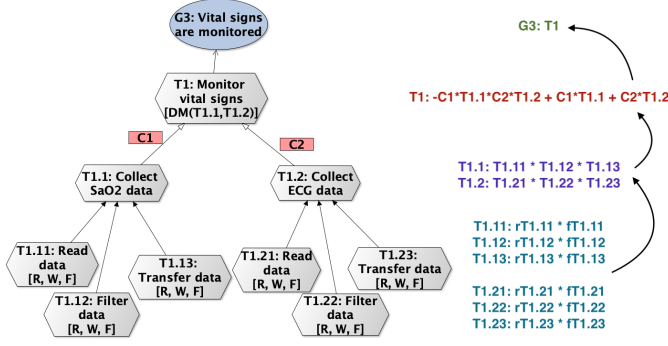 G3: Vital signs
are monitored
T1: Monitor
vital signs
[DM(T1.1,T1.2)]
C1
C2
T1.1: Collect
SaO2 data
T1.2: Collect
ECG data
T1.11: Read
data
[R, W, F]
T1.12: Filter
data
[R, W, F]
T1.13:
Transfer data
[R, W, F]
T1.21: Read
data
[R, W, F]
T1.22: Filter
data
[R, W, F]
T1.23:
Transfer data
[R, W, F]
G3: T1
T1: -C1*T1.1*C2*T1.2 + C1*T1.1 + C2*T1.2
T1.1: T1.11 * T1.12 * T1.13
T1.2: T1.21 * T1.22 * T1.23
T1.11: rT1.11 * fT1.11
T1.12: rT1.12 * fT1.12
T1.13: rT1.13 * fT1.13
T1.21: rT1.21 * fT1.21
T1.22: rT1.22 * fT1.22
T1.23: rT1.23 * fT1.23